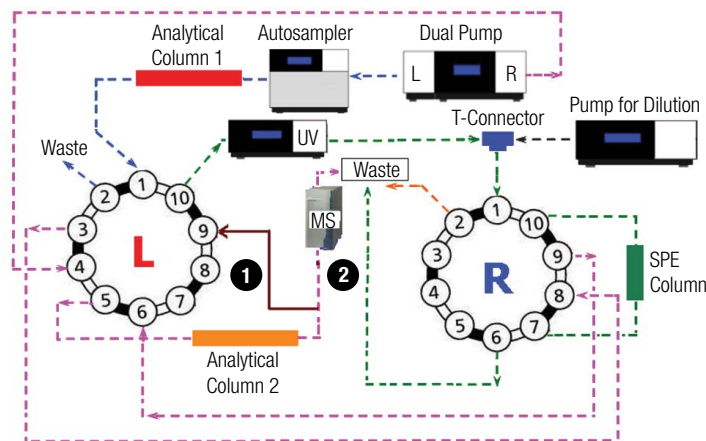 Analytical
Column 1
Autosampler
Dual Pump
L
R
T-Connector
Pump for Dilution
UV
Waste
Waste
MS
1
2
3
4
5
6
7
8
9
10
L
1
2
1
2
3
4
5
6
7
8
9
10
R
SPE
Column
Analytical
Column 2